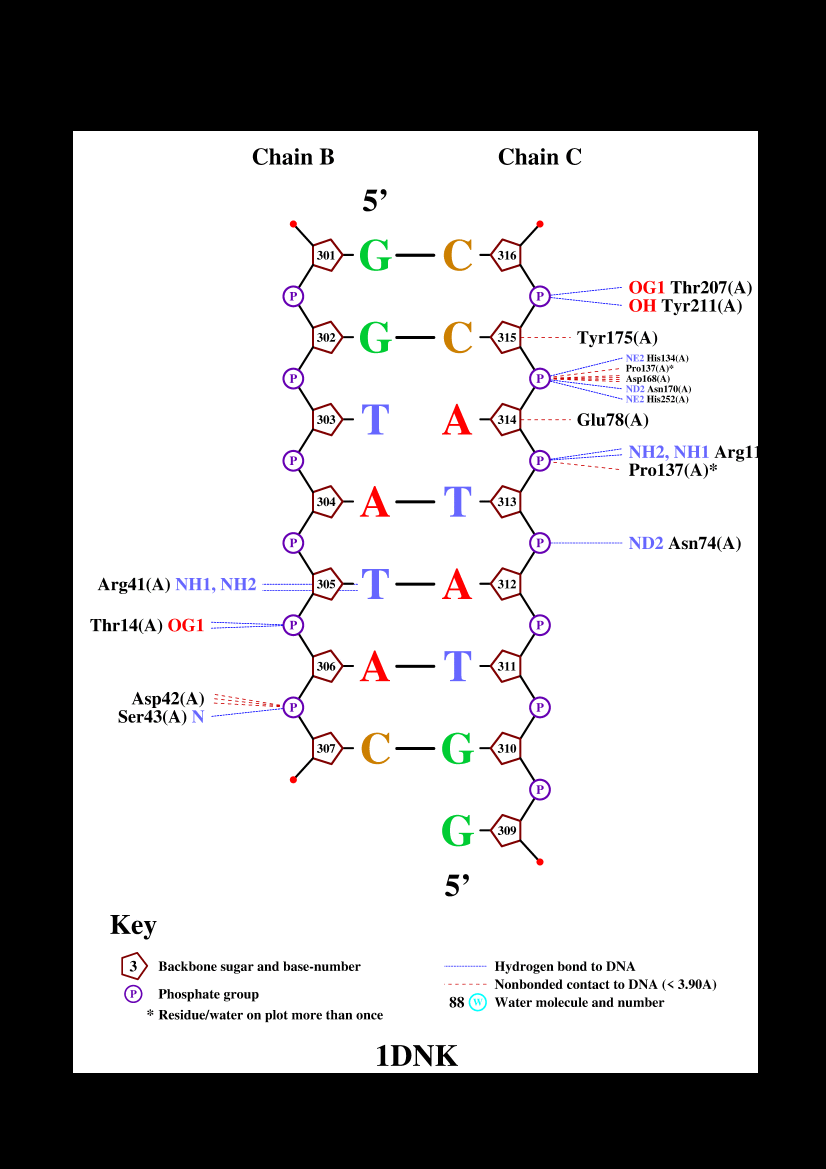 Chain B Chain C
5’
301 G C 316
P P OG1 Thr207(A)
OH Tyr211(A)
302 G C 315 Tyr175(A)
NE2 His134(A)
Pro137(A)*
P P Asp168(A)
ND2 Asn170(A)
NE2 His252(A)
303 T A 314 Glu78(A)
P P NH2, NH1 Arg11
Pro137(A)*
304 A T 313
P P ND2 Asn74(A)
Arg41(A) NH1, NH2 305 T A 312
Thr14(A) OG1 P P
306 A T 311
Asp42(A)
Ser43(A) N P P
307 C G 310
P
G 309
5’
Key
3 Backbone sugar and base-number
P Phosphate group
* Residue/water on plot more than once
Hydrogen bond to DNA
Nonbonded contact to DNA (< 3.90A)
88 W Water molecule and number
1DNK